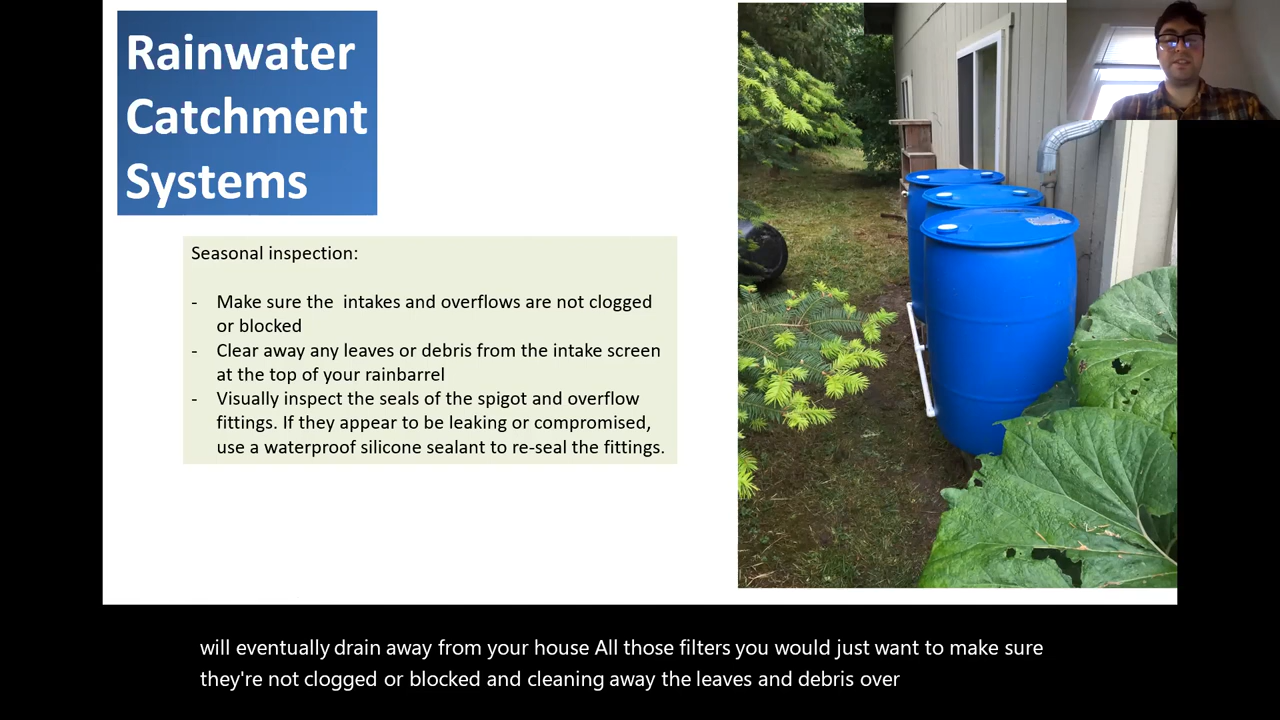 Rainwater
Catchment
Systems
Seasonal inspection:
- Make sure the  intakes and overflows are not clogged
or blocked
- Clear away any leaves or debris from the intake screen
at the top of your rainbarrel
- Visually inspect the seals of the spigot and overflow
fittings. If they appear to be leaking or compromised,
use a waterproof silicone sealant to re-seal the fittings.
will eventually drain away from your house All those filters you would just want to make sure
they're not clogged or blocked and cleaning away the leaves and debris over